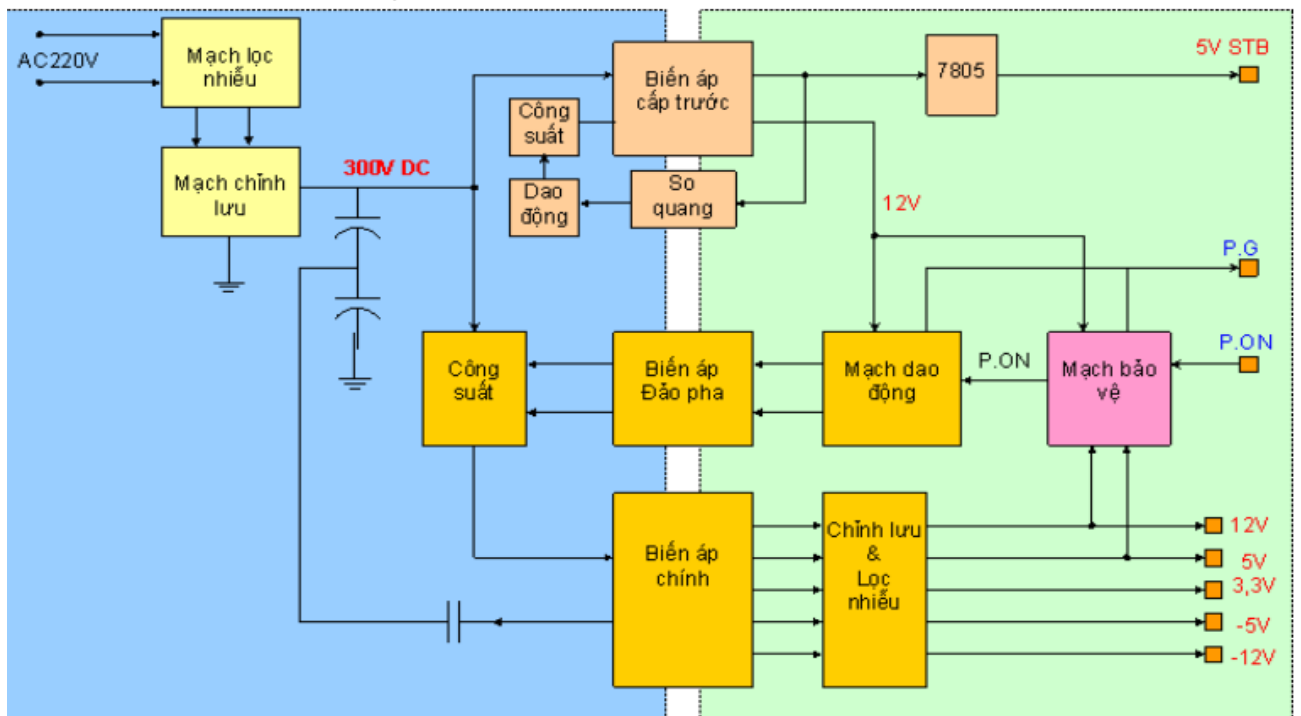 AC220V
Mạch lọc
nhiễu
Mạch chỉnh
lưu
300V DC
Công
suất
Dao
động
Biến áp
cấp trước
So
quang
7805
5V STB
12V
P.G
P.ON
Công
suất
Biến áp
Đảo pha
Mạch dao
động
P.ON
Mạch bảo
vệ
Biến áp
chính
Chỉnh lưu
&
Lọc
nhiễu
12V
5V
3,3V
-5V
-12V